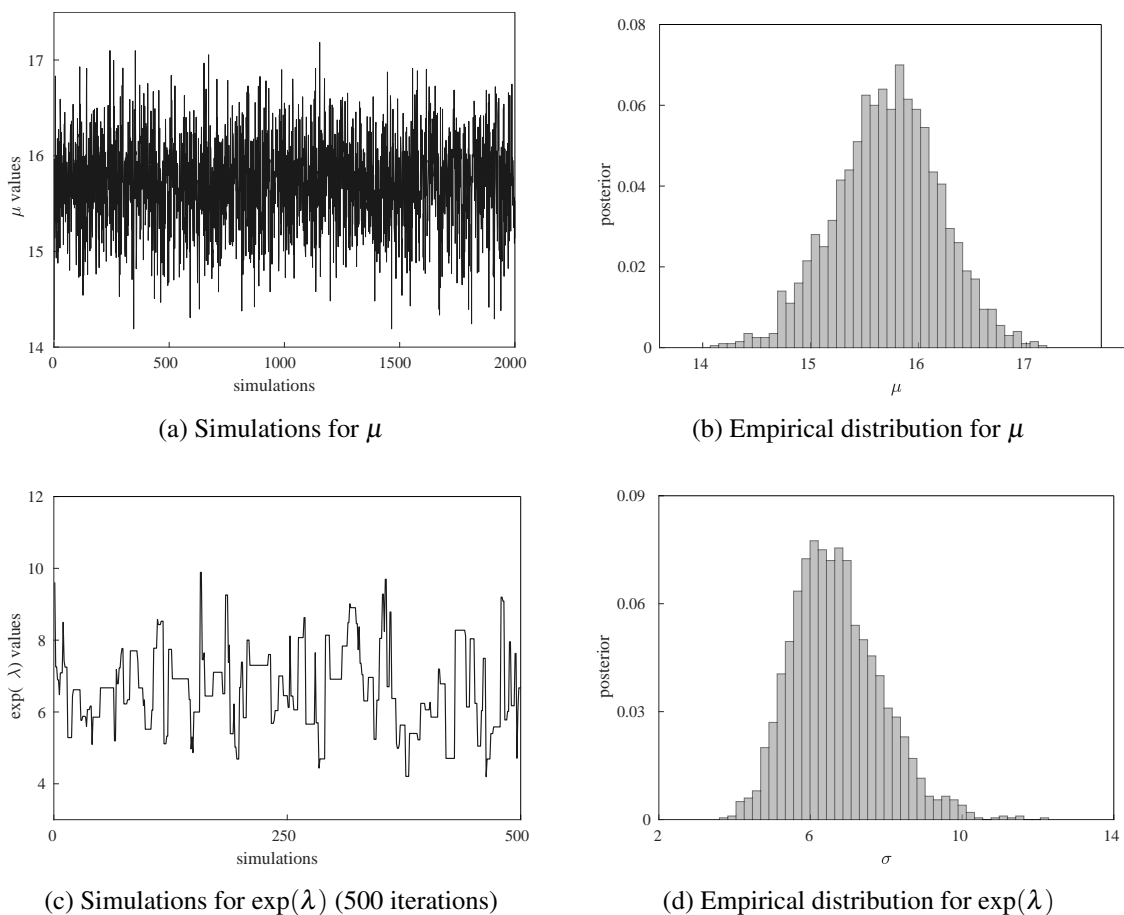 17
16
15
14
μ values
0
500
1000
1500
2000
simulations
(a) Simulations for μ
0.08
0.06
0.04
0.02
0
posterior
14
15
16
17
μ
(b) Empirical distribution for μ
12
10
8
6
4
exp( λ) values
0
250
500
simulations
(c) Simulations for exp(λ) (500 iterations)
0.09
0.06
0.03
0
posterior
2
6
10
14
σ
(d) Empirical distribution for exp(λ)